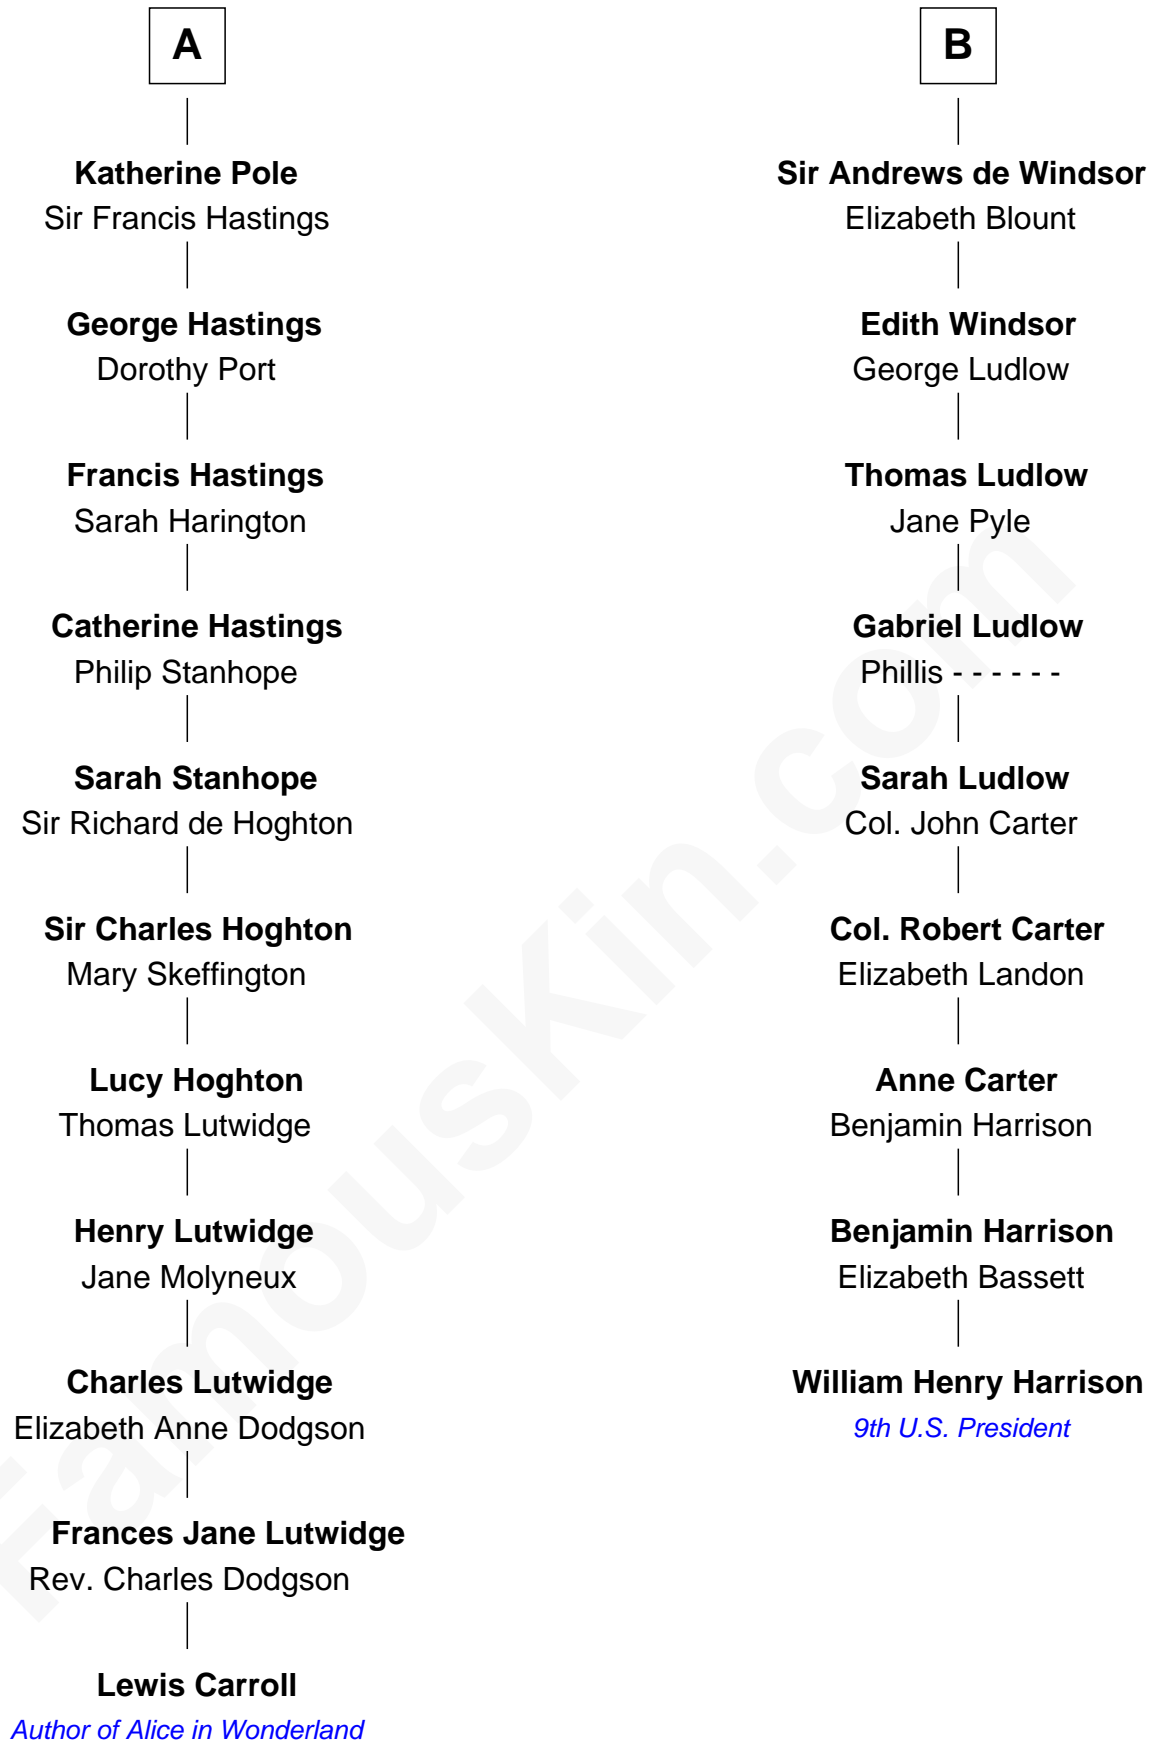 A
Katherine Pole
Sir Francis Hastings
George Hastings
Dorothy Port
Francis Hastings
Sarah Harington
Catherine Hastings
Philip Stanhope
Sarah Stanhope
Sir Richard de Hoghton
Sir Charles Hoghton
Mary Skeffington
Lucy Hoghton
Thomas Lutwidge
Henry Lutwidge
Jane Molyneux
Charles Lutwidge
Elizabeth Anne Dodgson
Frances Jane Lutwidge
Rev. Charles Dodgson
Lewis Carroll
Author of Alice in Wonderland
B
Sir Andrews de Windsor
Elizabeth Blount
Edith Windsor
George Ludlow
Thomas Ludlow
Jane Pyle
Gabriel Ludlow
Phillis - - - - - -
Sarah Ludlow
Col. John Carter
Col. Robert Carter
Elizabeth Landon
Anne Carter
Benjamin Harrison
Benjamin Harrison
Elizabeth Bassett
William Henry Harrison
9th U.S. President
FamousKin.com